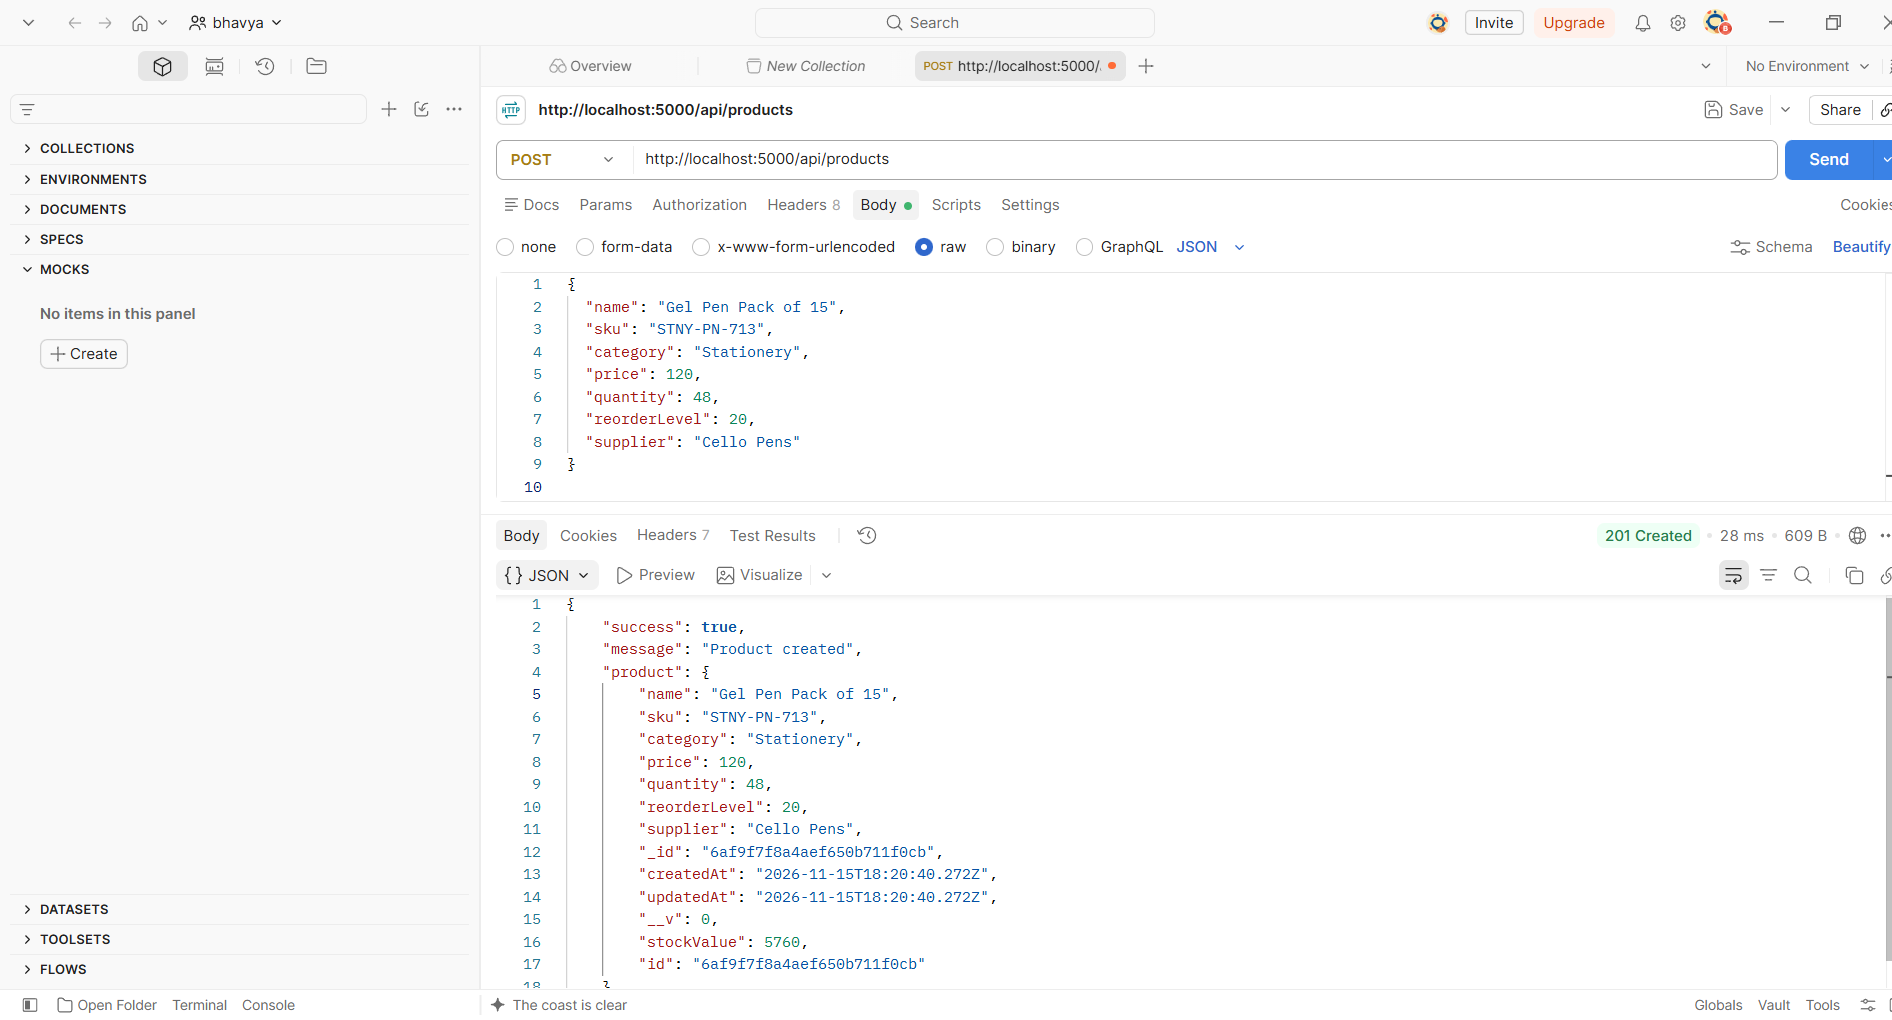 bhavya
Search
Invite
Upgrade
Overview
New Collection
POST http://localhost:5000/
No Environment
HTTP http://localhost:5000/api/products
Save
Share
COLLECTIONS
ENVIRONMENTS
DOCUMENTS
SPECS
MOCKS
No items in this panel
Create
DATASETS
TOOLSETS
FLOWS
POST http://localhost:5000/api/products
Send
Docs Params Authorization Headers 8 Body Scripts Settings
Cookies
none form-data x-www-form-urlencoded raw binary GraphQL JSON
Schema Beautify
1 {
2 "name": "Gel Pen Pack of 15",
3 "sku": "STNY-PN-713",
4 "category": "Stationery",
5 "price": 120,
6 "quantity": 48,
7 "reorderLevel": 20,
8 "supplier": "Cello Pens"
9 }
10
Body Cookies Headers 7 Test Results
201 Created 28 ms 609 B
{} JSON Preview Visualize
1 {
2 "success": true,
3 "message": "Product created",
4 "product": {
5 "name": "Gel Pen Pack of 15",
6 "sku": "STNY-PN-713",
7 "category": "Stationery",
8 "price": 120,
9 "quantity": 48,
10 "reorderLevel": 20,
11 "supplier": "Cello Pens",
12 "_id": "6af9f7f8a4aef650b711f0cb",
13 "createdAt": "2026-11-15T18:20:40.272Z",
14 "updatedAt": "2026-11-15T18:20:40.272Z",
15 "__v": 0,
16 "stockValue": 5760,
17 "id": "6af9f7f8a4aef650b711f0cb"
18 }
Open Folder Terminal Console
The coast is clear
Globals Vault Tools